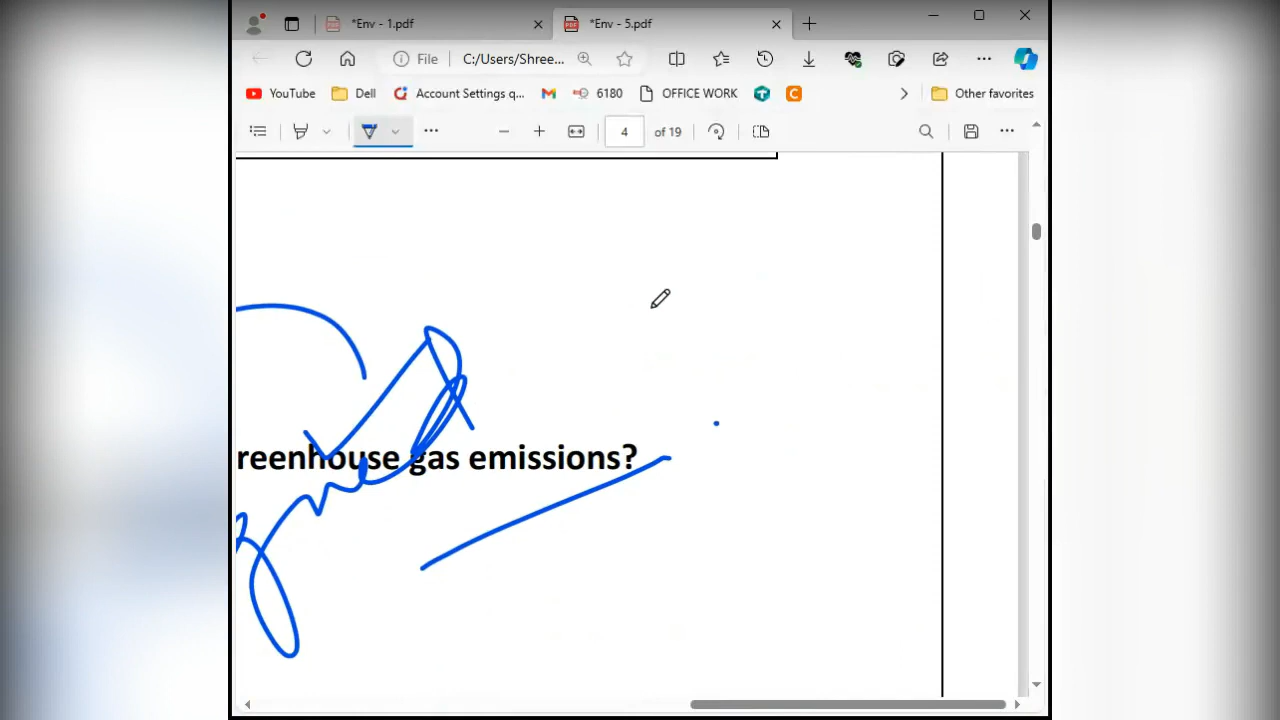 *Env - 1.pdf
*Env - 5.pdf
File
C:/Users/Shree...
YouTube
Dell
Account Settings q...
6180
OFFICE WORK
Other favorites
4 of 19
reenhouse gas emissions?